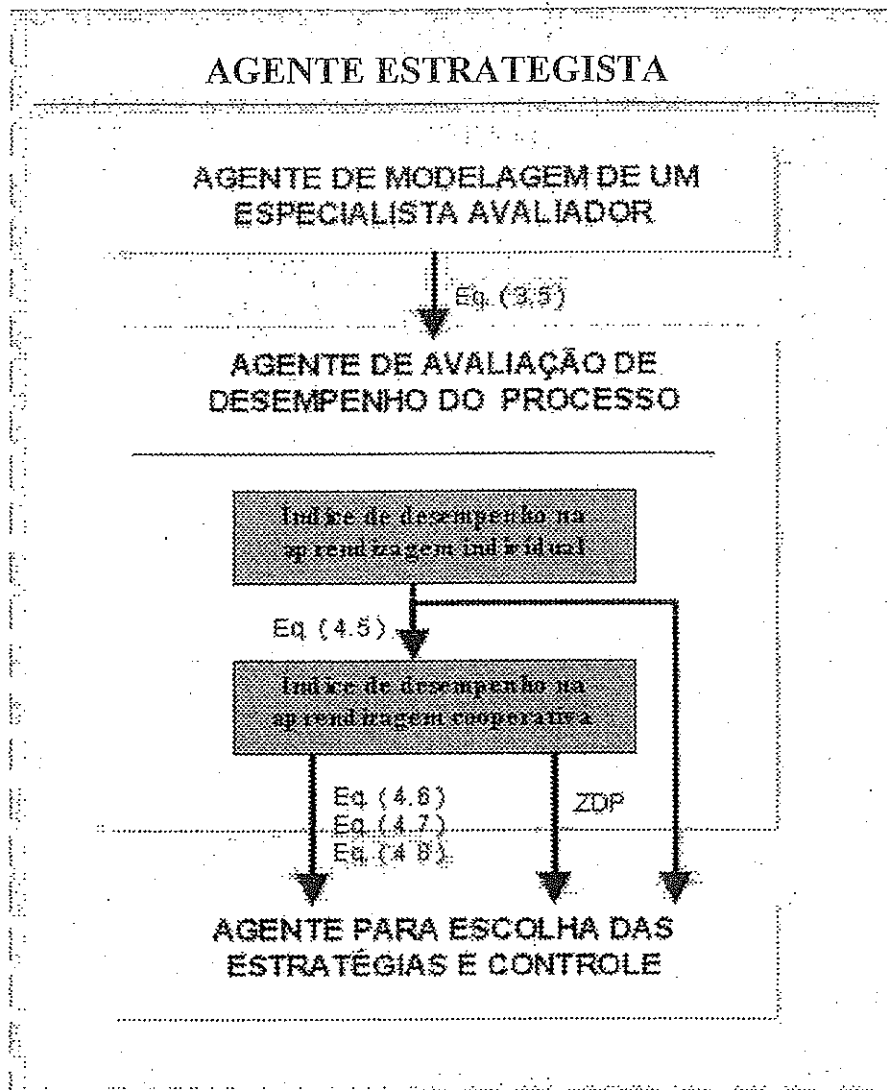 AGENTE ESTRATEGISTA
AGENTE DE MODELAGEM DE UM
ESPECIALISTA AVALIADOR
Eq. (3.5)
AGENTE DE AVALIAÇÃO DE
DESEMPENHO DO PROCESSO
Índice de desempenho na
aprendizagem individual
Eq (4.5)
Índice de desempenho na
aprendizagem cooperativa
Eq. (4.6)
Eq. (4.7)
Eq. (4.8)
ZDP
AGENTE PARA ESCOLHA DAS
ESTRATÉGIAS E CONTROLE